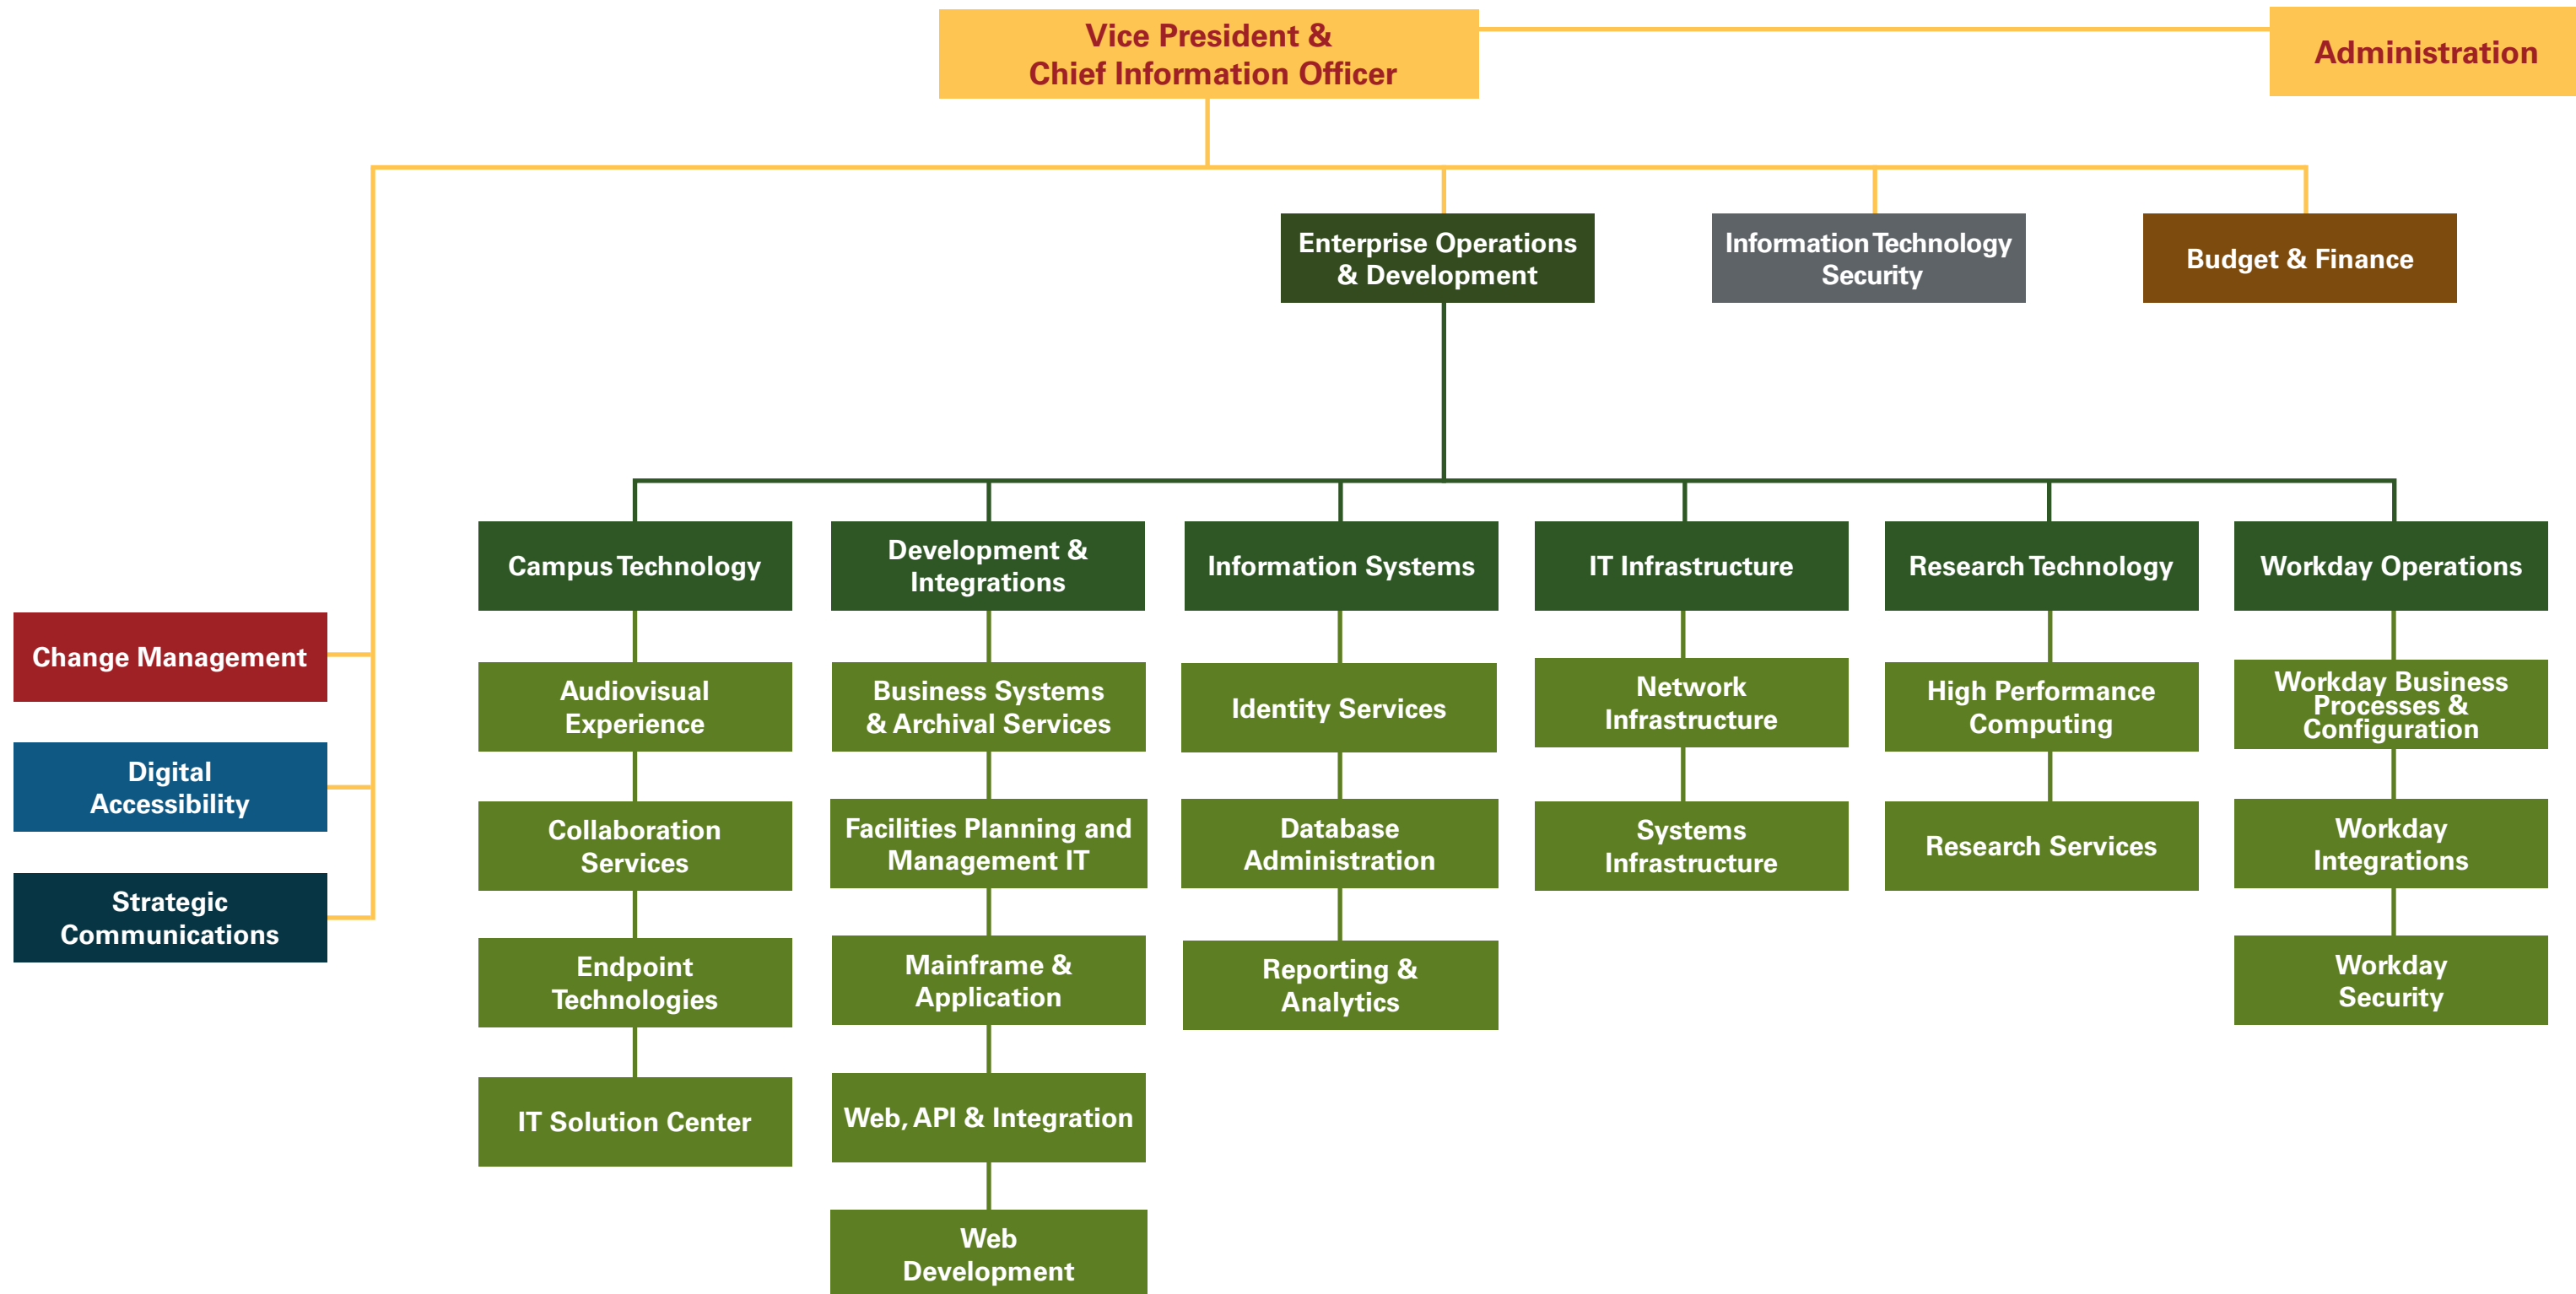 Vice President &
Chief Information Officer
Administration
Enterprise Operations
& Development
Information Technology
Security
Budget & Finance
Campus Technology
Development &
Integrations
Information Systems
IT Infrastructure
Research Technology
Workday Operations
Change Management
Digital
Accessibility
Strategic
Communications
Audiovisual
Experience
Collaboration
Services
Endpoint
Technologies
IT Solution Center
Business Systems
& Archival Services
Facilities Planning and
Management IT
Mainframe &
Application
Web, API & Integration
Web
Development
Identity Services
Database
Administration
Reporting &
Analytics
Network
Infrastructure
Systems
Infrastructure
High Performance
Computing
Research Services
Workday Business
Processes &
Configuration
Workday
Integrations
Workday
Security